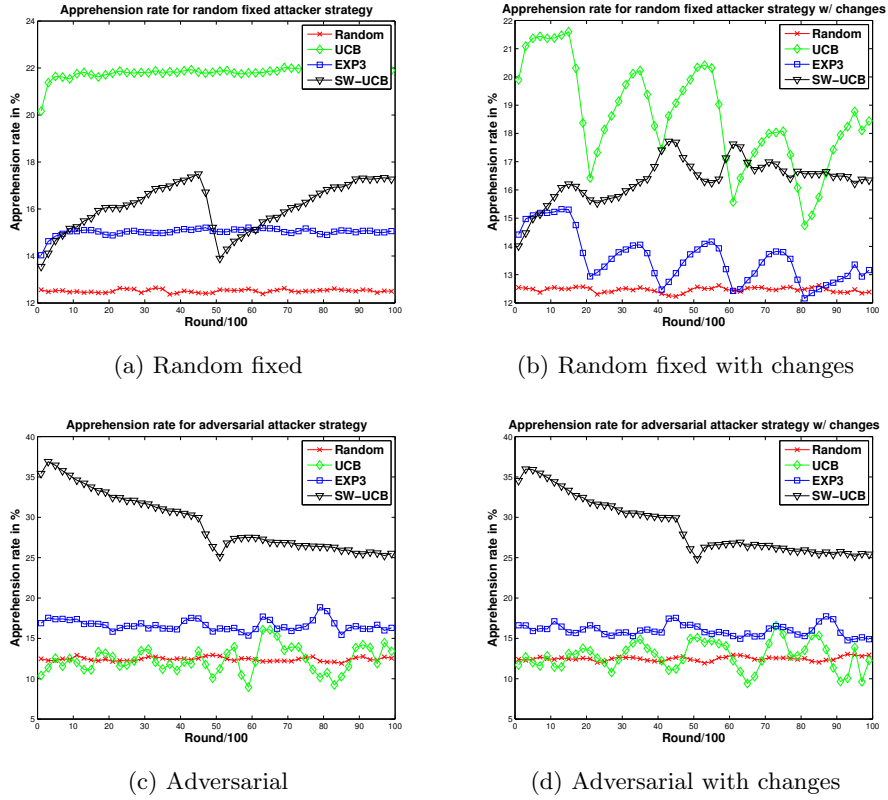 Apprehension rate for random fixed attacker strategy
Apprehension rate in %
24
22
20
18
16
14
12
0 10 20 30 40 50 60 70 80 90 100
Round/100
Random
UCB
EXP3
SW-UCB
(a) Random fixed
Apprehension rate for random fixed attacker strategy w/ changes
Apprehension rate in %
22
21
20
19
18
17
16
15
14
13
12
0 10 20 30 40 50 60 70 80 90 100
Round/100
Random
UCB
EXP3
SW-UCB
(b) Random fixed with changes
Apprehension rate for adversarial attacker strategy
Apprehension rate in %
40
35
30
25
20
15
10
5
0 10 20 30 40 50 60 70 80 90 100
Round/100
Random
UCB
EXP3
SW-UCB
(c) Adversarial
Apprehension rate for adversarial attacker strategy w/ changes
Apprehension rate in %
40
35
30
25
20
15
10
5
0 10 20 30 40 50 60 70 80 90 100
Round/100
Random
UCB
EXP3
SW-UCB
(d) Adversarial with changes